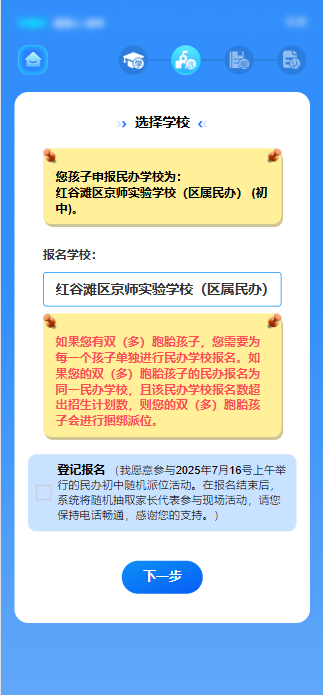 选择学校
您孩子申报民办学校为：
红谷滩区京师实验学校（区属民办）（初
中)。
报名学校：
红谷滩区京师实验学校（区属民办）
如果您有双（多）胞胎孩子，您需要为
每一个孩子单独进行民办学校报名。如
果您的双（多）胞胎孩子的民办报名为
同一民办学校，且该民办学校报名数超
出招生计划数，则您的双（多）胞胎孩
子会进行捆绑派位。
登记报名 （我愿意参与2025年7月16号上午举
行的民办初中随机派位活动。在报名结束后，
系统将随机抽取家长代表参与现场活动，请您
保持电话畅通，感谢您的支持。）
下一步